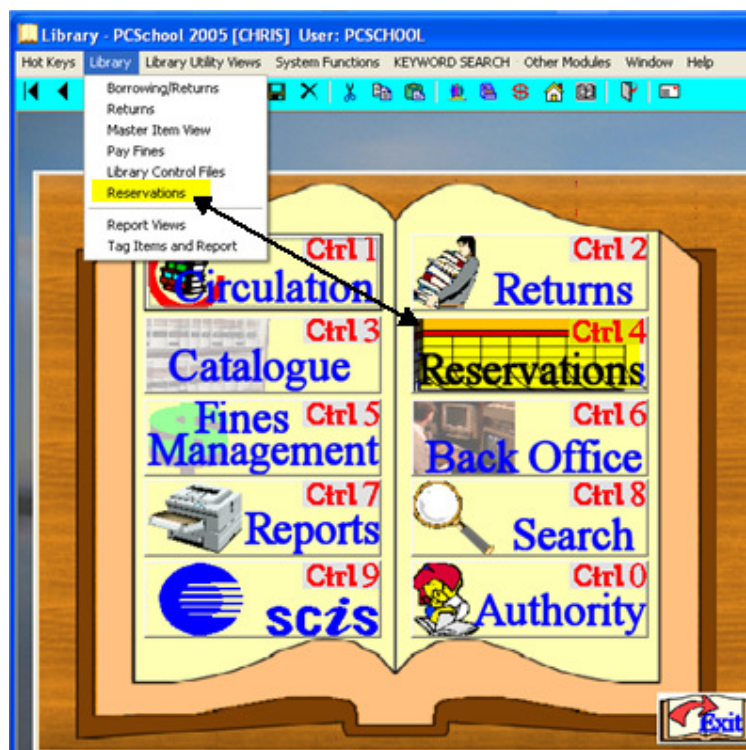 Library - PCSchool 2005 [CHRIS] User: PCSCHOOL
Hot Keys Library Library Utility Views System Functions KEYWORD SEARCH Other Modules Window Help
Borrowing/Returns
Returns
Master Item View
Pay Fines
Library Control Files
Reservations
Report Views
Tag Items and Report
Ctrl 1
Circulation
Ctrl 2
Returns
Ctrl 3
Catalogue
Ctrl 4
Reservations
Ctrl 5
Fines
Management
Ctrl 6
Back Office
Ctrl 7
Reports
Ctrl 8
Search
Ctrl 9
scis
Ctrl 0
Authority
Exit